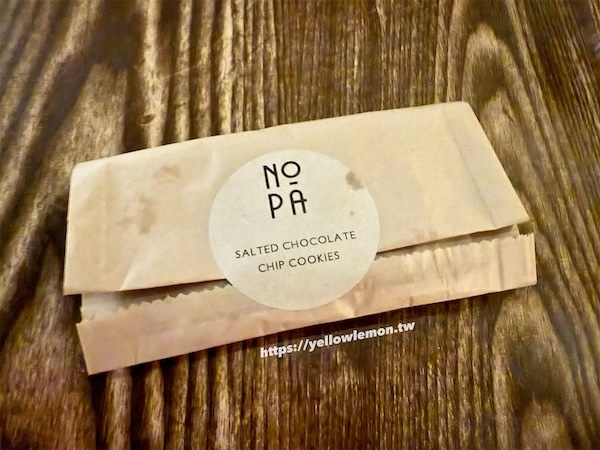 NO
PA
SALTED CHOCOLATE
CHIP COOKIES
https://yellowlemon.tw